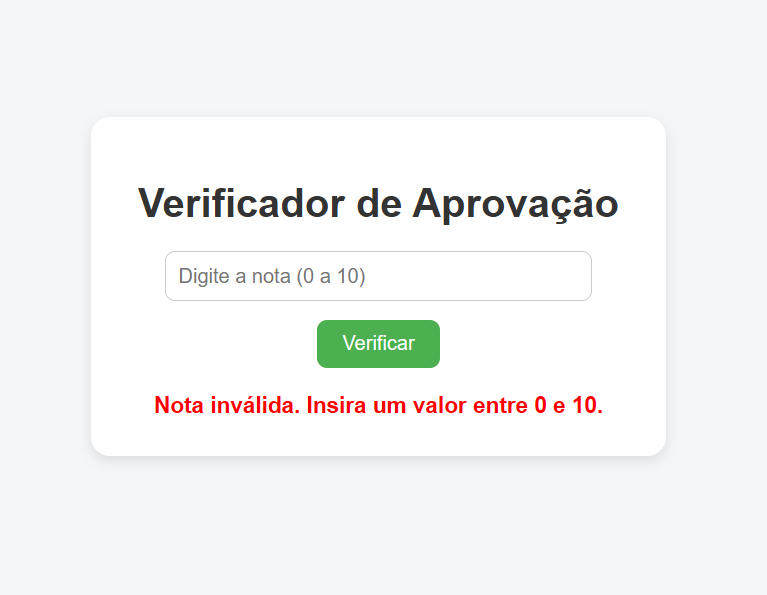 Verificador de Aprovação
Digite a nota (0 a 10)
Verificar
Nota inválida. Insira um valor entre 0 e 10.